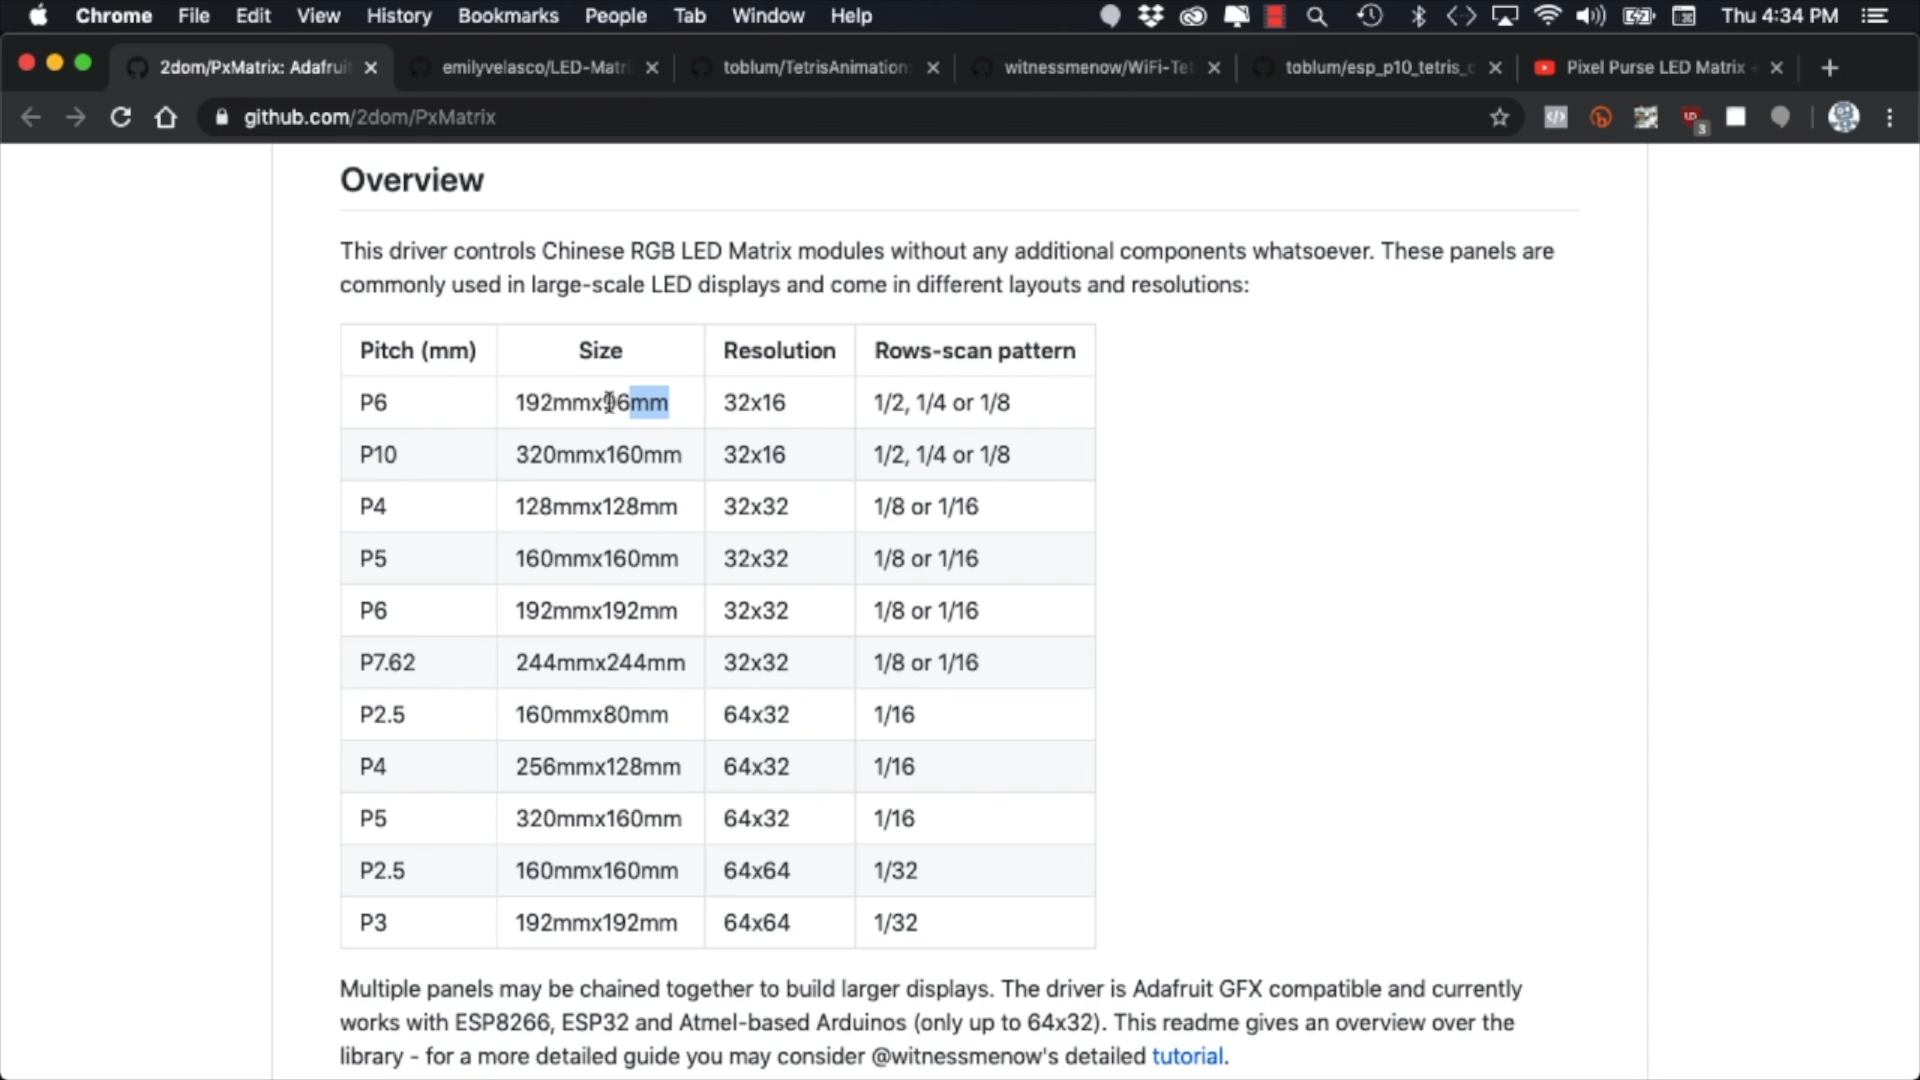 Chrome File Edit View History Bookmarks People Tab Window Help Thu 4:34 PM
2dom/PxMatrix: Adafruit emilyvelasco/LED-Matri toblum/TetrisAnimation: witnessmenow/WiFi-Tet toblum/esp_p10_tetris_c Pixel Purse LED Matrix -
github.com/2dom/PxMatrix 3
Overview
This driver controls Chinese RGB LED Matrix modules without any additional components whatsoever. These panels are
commonly used in large-scale LED displays and come in different layouts and resolutions:
Pitch (mm) Size Resolution Rows-scan pattern
P6 192mmx96mm 32x16 1/2, 1/4 or 1/8
P10 320mmx160mm 32x16 1/2, 1/4 or 1/8
P4 128mmx128mm 32x32 1/8 or 1/16
P5 160mmx160mm 32x32 1/8 or 1/16
P6 192mmx192mm 32x32 1/8 or 1/16
P7.62 244mmx244mm 32x32 1/8 or 1/16
P2.5 160mmx80mm 64x32 1/16
P4 256mmx128mm 64x32 1/16
P5 320mmx160mm 64x32 1/16
P2.5 160mmx160mm 64x64 1/32
P3 192mmx192mm 64x64 1/32
Multiple panels may be chained together to build larger displays. The driver is Adafruit GFX compatible and currently
works with ESP8266, ESP32 and Atmel-based Arduinos (only up to 64x32). This readme gives an overview over the
library - for a more detailed guide you may consider @witnessmenow's detailed tutorial.